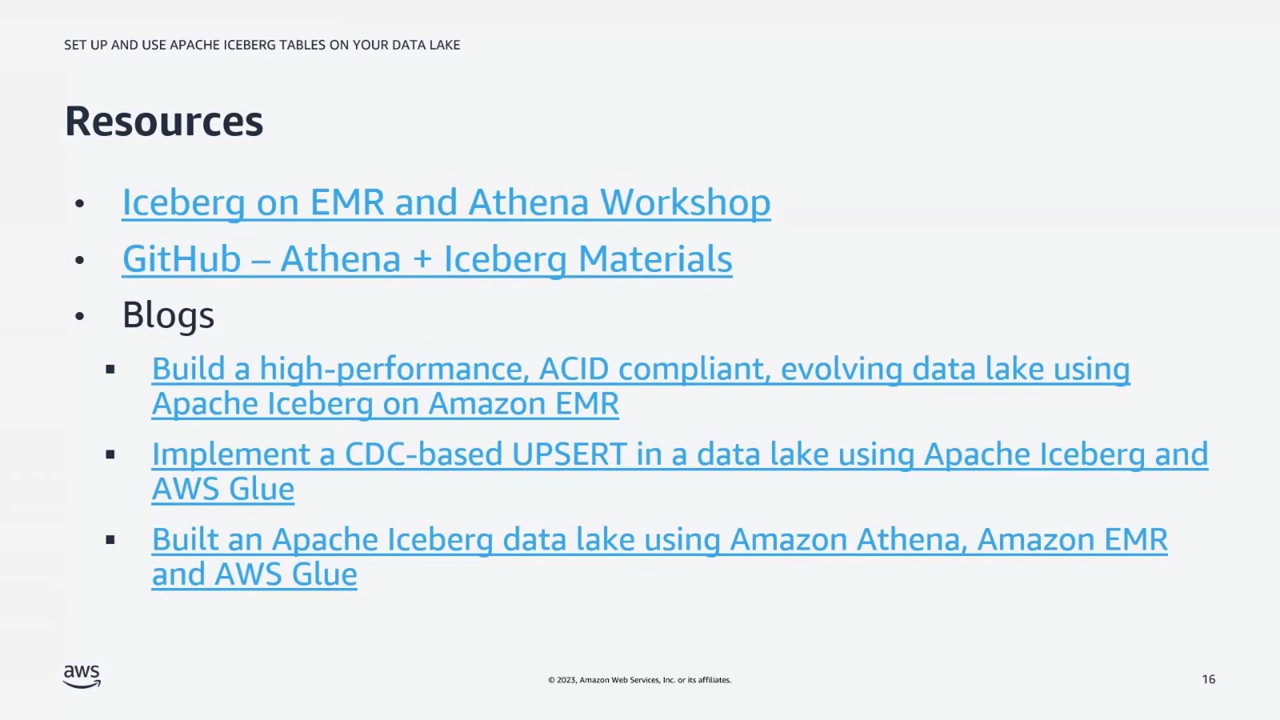 SET UP AND USE APACHE ICEBERG TABLES ON YOUR DATA LAKE
Resources
• Iceberg on EMR and Athena Workshop
• GitHub – Athena + Iceberg Materials
• Blogs
▪ Build a high-performance, ACID compliant, evolving data lake using
Apache Iceberg on Amazon EMR
▪ Implement a CDC-based UPSERT in a data lake using Apache Iceberg and
AWS Glue
▪ Built an Apache Iceberg data lake using Amazon Athena, Amazon EMR
and AWS Glue
aws
© 2023, Amazon Web Services, Inc. or its affiliates.
16